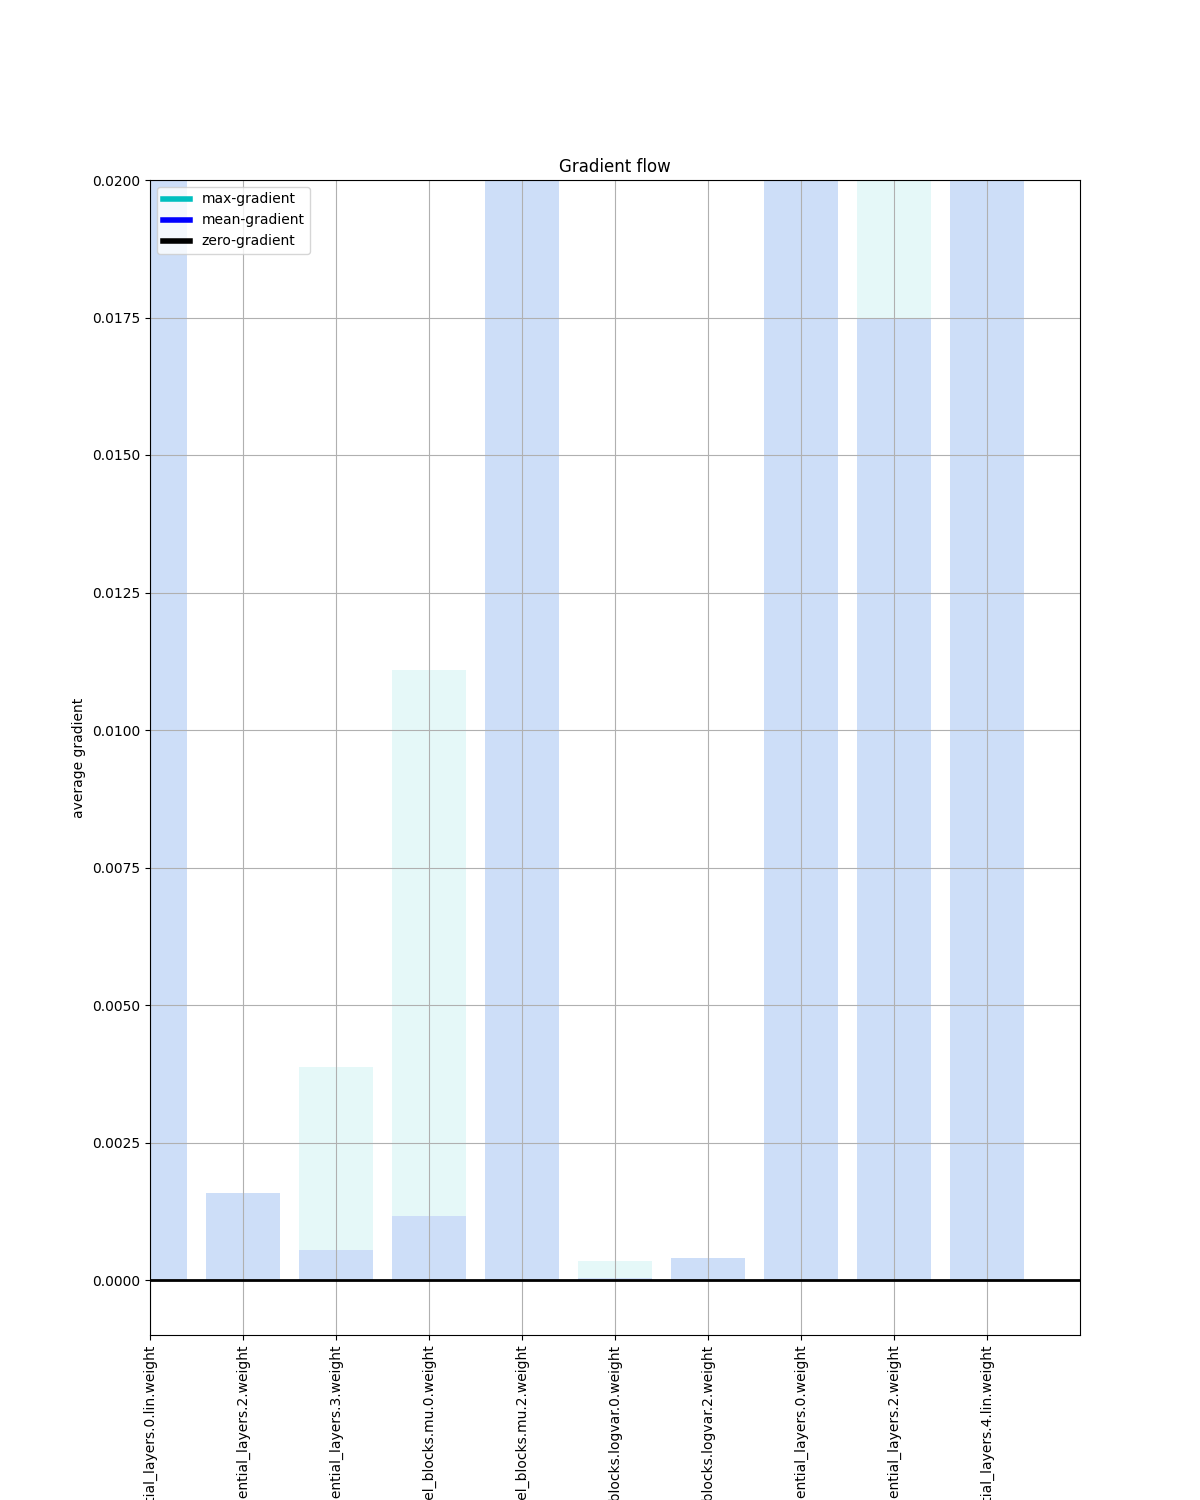 Gradient flow
max-gradient
mean-gradient
zero-gradient
0.0200
0.0175
0.0150
0.0125
0.0100
0.0075
0.0050
0.0025
0.0000
average gradient
tial_layers.0.lin.weight
ential_layers.2.weight
ential_layers.3.weight
el_blocks.mu.0.weight
el_blocks.mu.2.weight
blocks.logvar.0.weight
blocks.logvar.2.weight
ential_layers.0.weight
ential_layers.2.weight
tial_layers.4.lin.weight